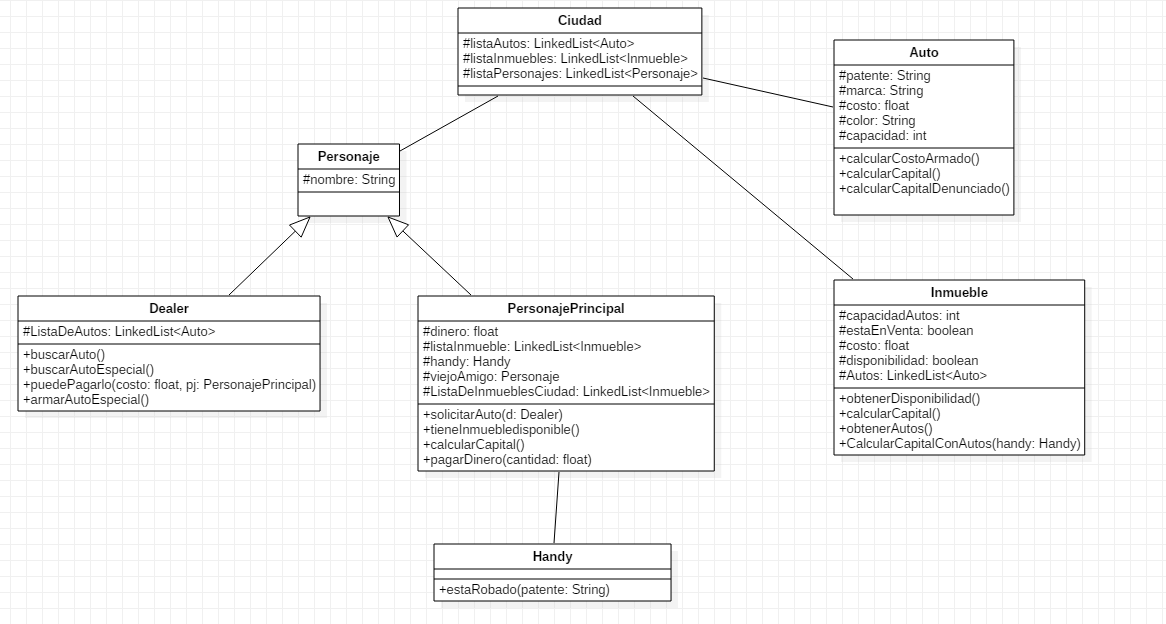 Ciudad
#listaAutos: LinkedList<Auto>
#listaInmuebles: LinkedList<Inmueble>
#listaPersonajes: LinkedList<Personaje>
Auto
#patente: String
#marca: String
#costo: float
#color: String
#capacidad: int
+calcularCostoArmado()
+calcularCapital()
+calcularCapitalDenunciado()
Personaje
#nombre: String
Dealer
#ListaDeAutos: LinkedList<Auto>
+buscarAuto()
+buscarAutoEspecial()
+puedePagarlo(costo: float, pj: PersonajePrincipal)
+armarAutoEspecial()
PersonajePrincipal
#dinero: float
#listaInmueble: LinkedList<Inmueble>
#handy: Handy
#viejoAmigo: Personaje
#ListaDeInmueblesCiudad: LinkedList<Inmueble>
+solicitarAuto(d: Dealer)
+tieneInmuebledisponible()
+calcularCapital()
+pagarDinero(cantidad: float)
Inmueble
#capacidadAutos: int
#estaEnVenta: boolean
#costo: float
#disponibilidad: boolean
#Autos: LinkedList<Auto>
+obtenerDisponibilidad()
+calcularCapital()
+obtenerAutos()
+CalcularCapitalConAutos(handy: Handy)
Handy
+estaRobado(patente: String)